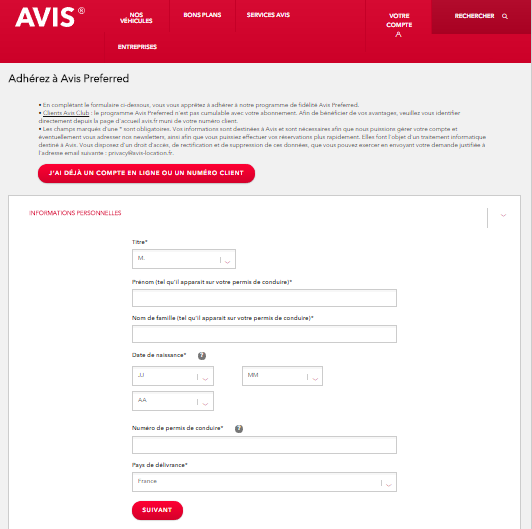 AVIS®
NOS
VÉHICULES
BONS PLANS
SERVICES AVIS
VOTRE
COMPTE
RECHERCHER
ENTREPRISES
Adhérez à Avis Preferred
• En complétant le formulaire ci-dessous, vous vous apprêtez à adhérer à notre programme de fidélité Avis Preferred.
• Clients Avis Club : le programme Avis Preferred n'est pas cumulable avec votre abonnement. Afin de bénéficier de vos avantages, veuillez vous identifier
directement depuis la page d'accueil avis.fr muni de votre numéro client.
• Les champs marqués d'une * sont obligatoires. Vos informations sont destinées à Avis et sont nécessaires afin que nous puissions gérer votre compte et
éventuellement vous adresser nos newsletters, ainsi afin que vous puissiez effectuer vos réservations plus rapidement. Elles font l'objet d'un traitement informatique
destiné à Avis. Vous disposez d'un droit d'accès, de rectification et de suppression de ces données, que vous pouvez exercer en envoyant votre demande justifiée à
l'adresse email suivante : privacy@avis-location.fr.
J'AI DÉJÀ UN COMPTE EN LIGNE OU UN NUMÉRO CLIENT
INFORMATIONS PERSONNELLES
Titre*
M.
Prénom (tel qu'il apparait sur votre permis de conduire)*
Nom de famille (tel qu'il apparait sur votre permis de conduire)*
Date de naissance* ?
JJ
MM
AA
Numéro de permis de conduire* ?
Pays de délivrance*
France
SUIVANT